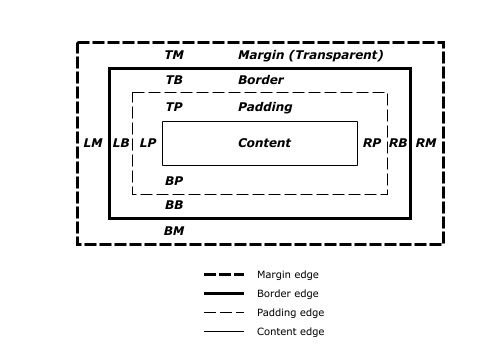 TM Margin (Transparent)
TB Border
TP Padding
LM LB LP Content RP RB RM
BP
BB
BM
Margin edge
Border edge
Padding edge
Content edge